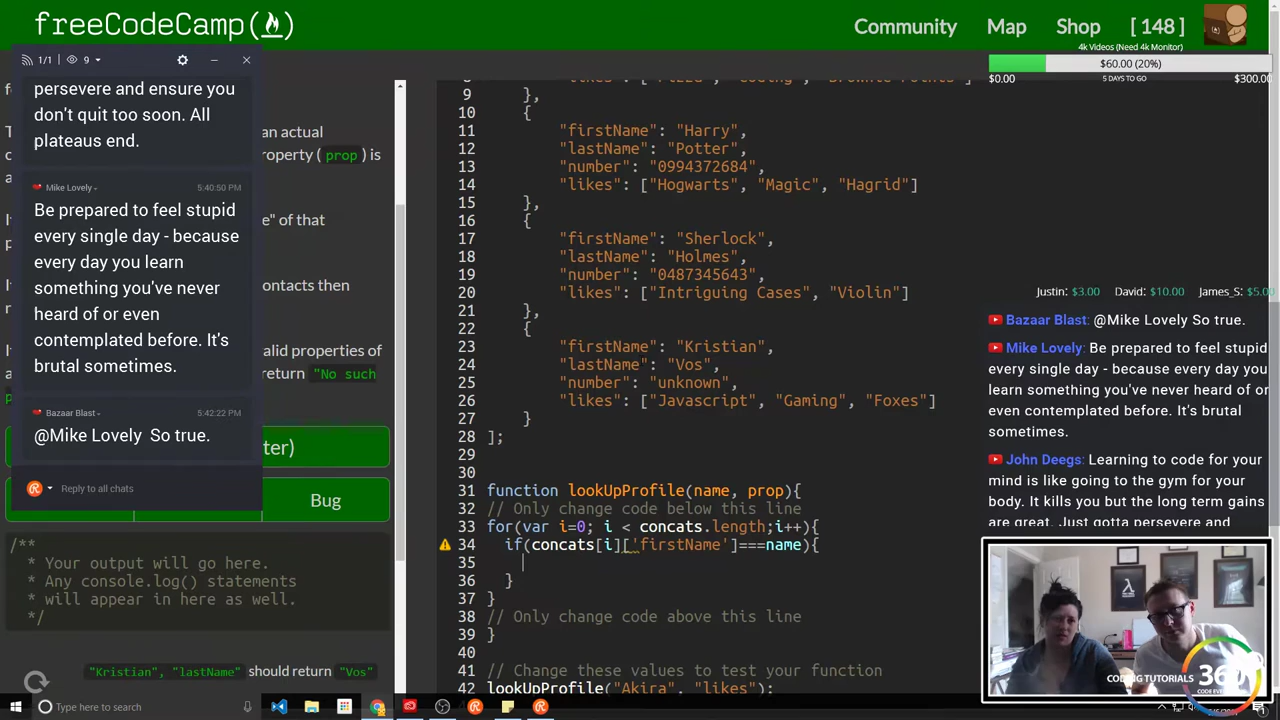 freeCodeCamp
Community
Map
Shop
[ 148 ]
4k Videos (Need 4k Monitor)
$60.00 (20%)
$0.00
5 DAYS TO GO
$300.00
1/1
9
persevere and ensure you
don't quit too soon. All
plateaus end.
Mike Lovely
5:40:50 PM
Be prepared to feel stupid
every single day - because
every day you learn
something you've never
heard of or even
contemplated before. It's
brutal sometimes.
Bazaar Blast
5:42:22 PM
@Mike Lovely So true.
Reply to all chats
an actual
operty ( prop ) is
e" of that
ontacts then
alid properties of
return "No such
ter)
Bug
/**
* Your output will go here.
* Any console.log() statements
* will appear in here as well.
*/
"Kristian", "lastName" should return "Vos"
9 },
10 {
11 "firstName": "Harry",
12 "lastName": "Potter",
13 "number": "0994372684",
14 "likes": ["Hogwarts", "Magic", "Hagrid"]
15 },
16 {
17 "firstName": "Sherlock",
18 "lastName": "Holmes",
19 "number": "0487345643",
20 "likes": ["Intriguing Cases", "Violin"]
21 },
22 {
23 "firstName": "Kristian",
24 "lastName": "Vos",
25 "number": "unknown",
26 "likes": ["Javascript", "Gaming", "Foxes"]
27 }
28 ];
29
30
31 function lookUpProfile(name, prop){
32 // Only change code below this line
33 for(var i=0; i < concats.length;i++){
34 if(concats[i]['firstName']===name){
35
36 }
37 }
38 // Only change code above this line
39 }
40
41 // Change these values to test your function
42 lookUpProfile("Akira", "likes");
Justin: $3.00 David: $10.00 James_S: $5.00
Bazaar Blast: @Mike Lovely So true.
Mike Lovely: Be prepared to feel stupid
every single day - because every day you
learn something you've never heard of or
even contemplated before. It's brutal
sometimes.
John Deegs: Learning to code for your
mind is like going to the gym for your
body. It kills you but the long term gains
are great. Just gotta persevere and
CODING TUTORIALS 360
Type here to search